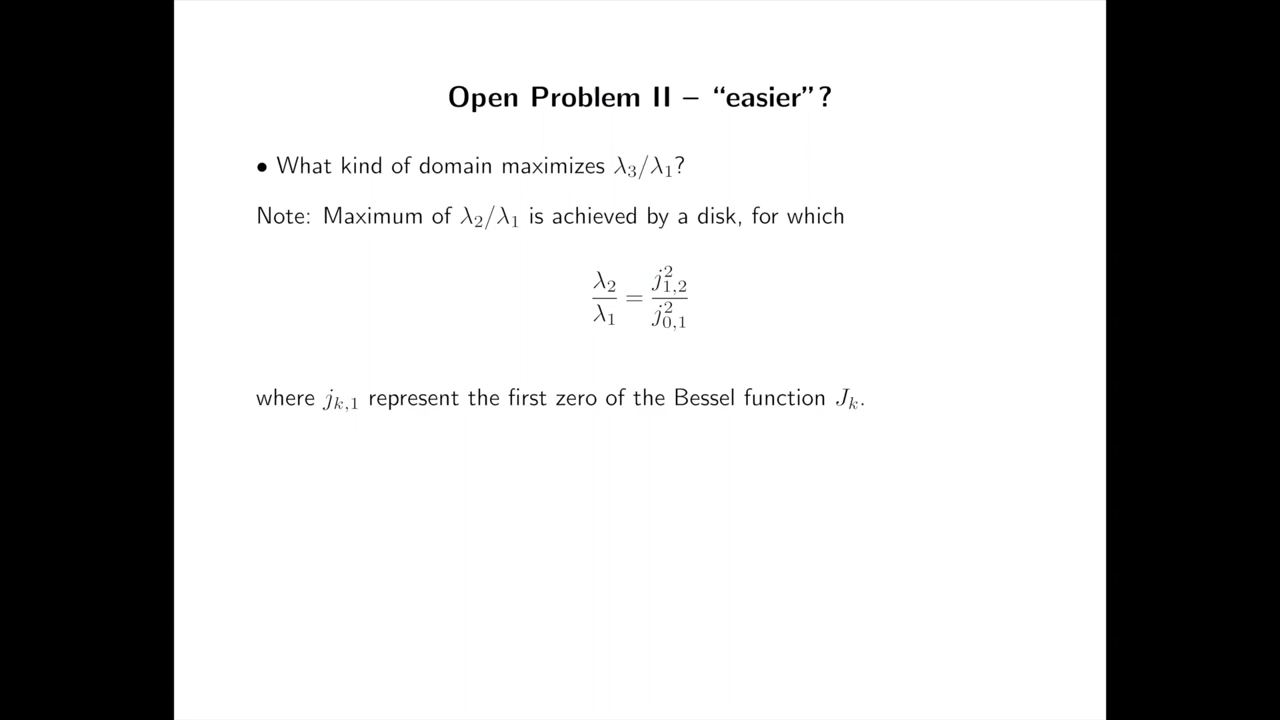 Open Problem II – “easier”?
• What kind of domain maximizes λ₃/λ₁?
Note: Maximum of λ₂/λ₁ is achieved by a disk, for which
λ₂/λ₁ = j²₁,₂/j²₀,₁
where jₖ,₁ represent the first zero of the Bessel function Jₖ.